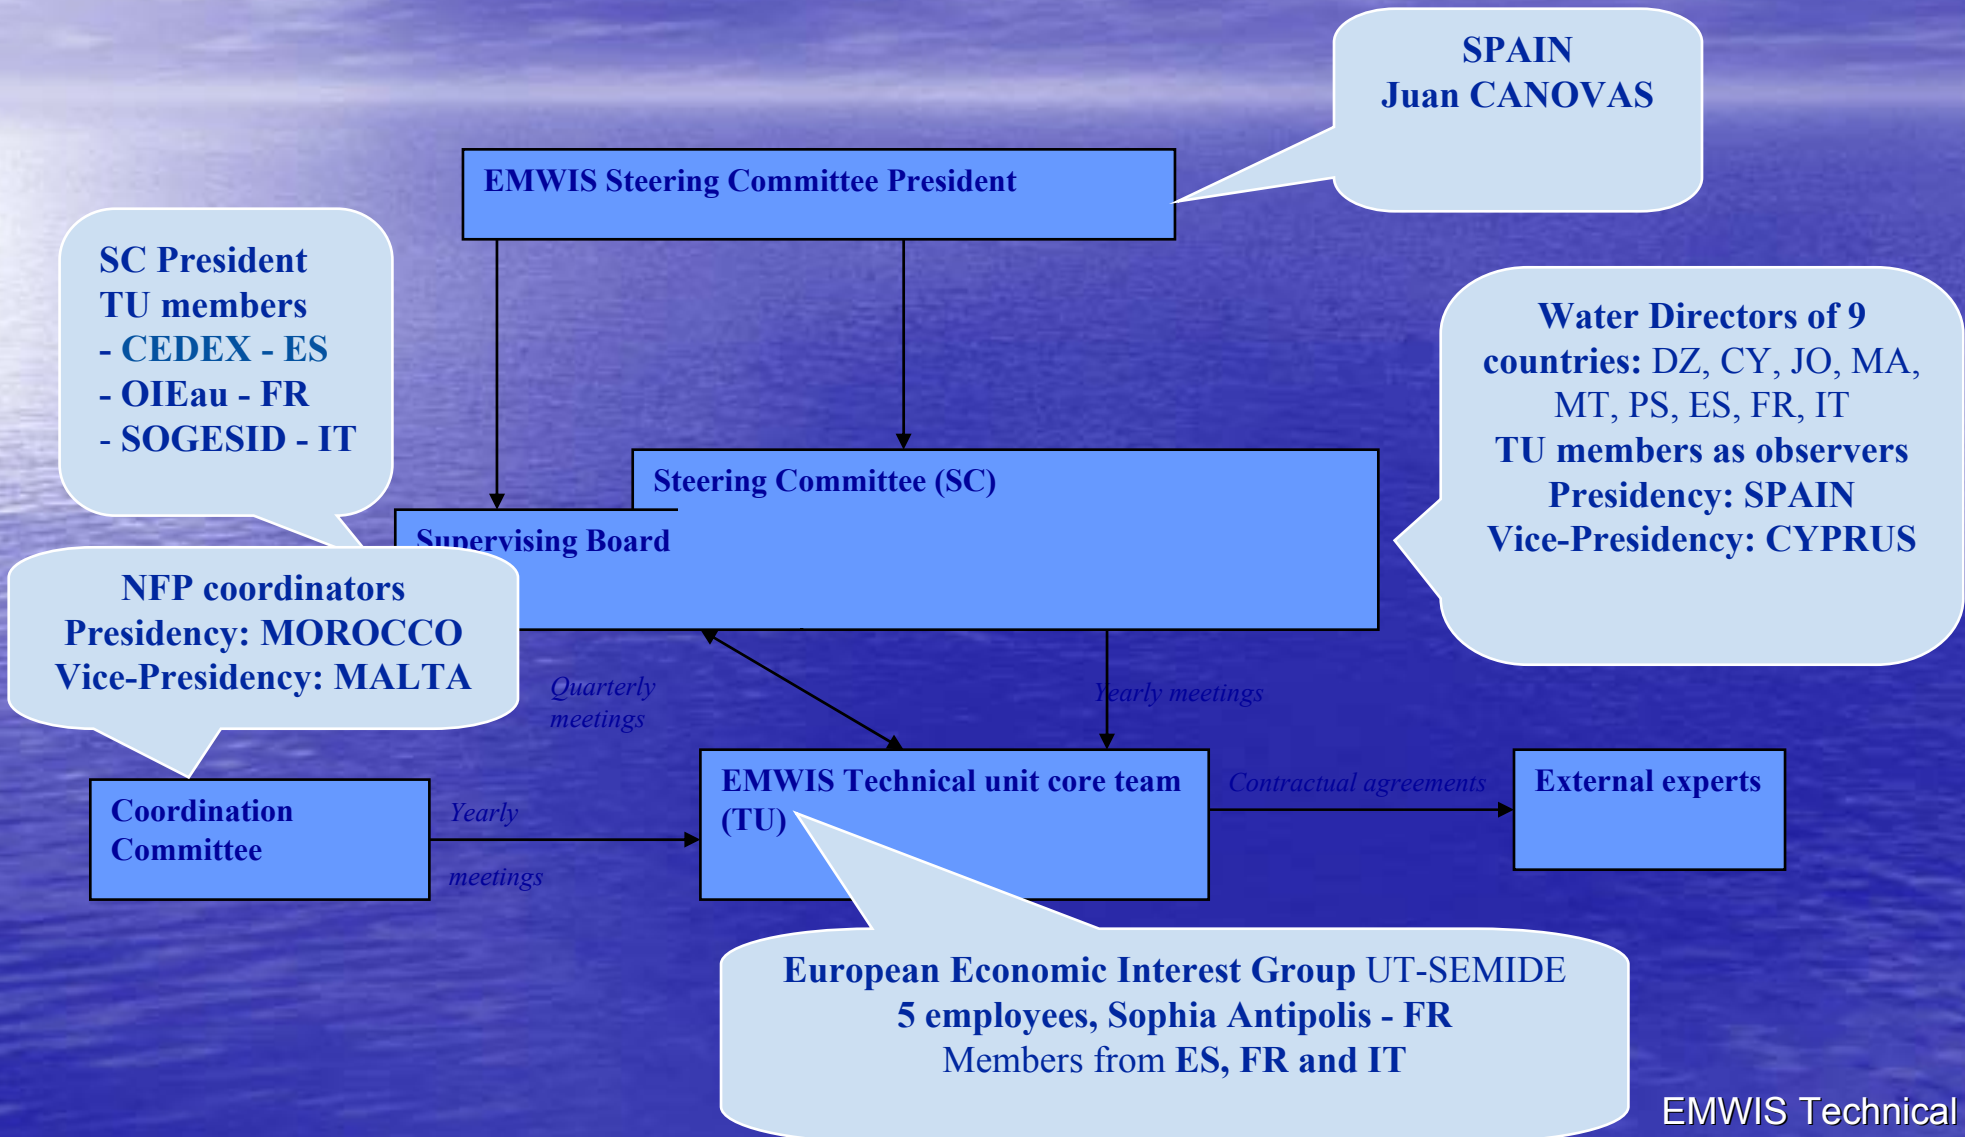 SPAIN
Juan CANOVAS
EMWIS Steering Committee President
SC President
TU members
- CEDEX - ES
- OIEau - FR
- SOGESID - IT
Water Directors of 9
countries: DZ, CY, JO, MA,
MT, PS, ES, FR, IT
TU members as observers
Presidency: SPAIN
Vice-Presidency: CYPRUS
Steering Committee (SC)
Supervising Board
NFP coordinators
Presidency: MOROCCO
Vice-Presidency: MALTA
Quarterly
meetings
Yearly meetings
Coordination
Committee
Yearly
meetings
EMWIS Technical unit core team
(TU)
Contractual agreements
External experts
European Economic Interest Group UT-SEMIDE
5 employees, Sophia Antipolis - FR
Members from ES, FR and IT
EMWIS Technical